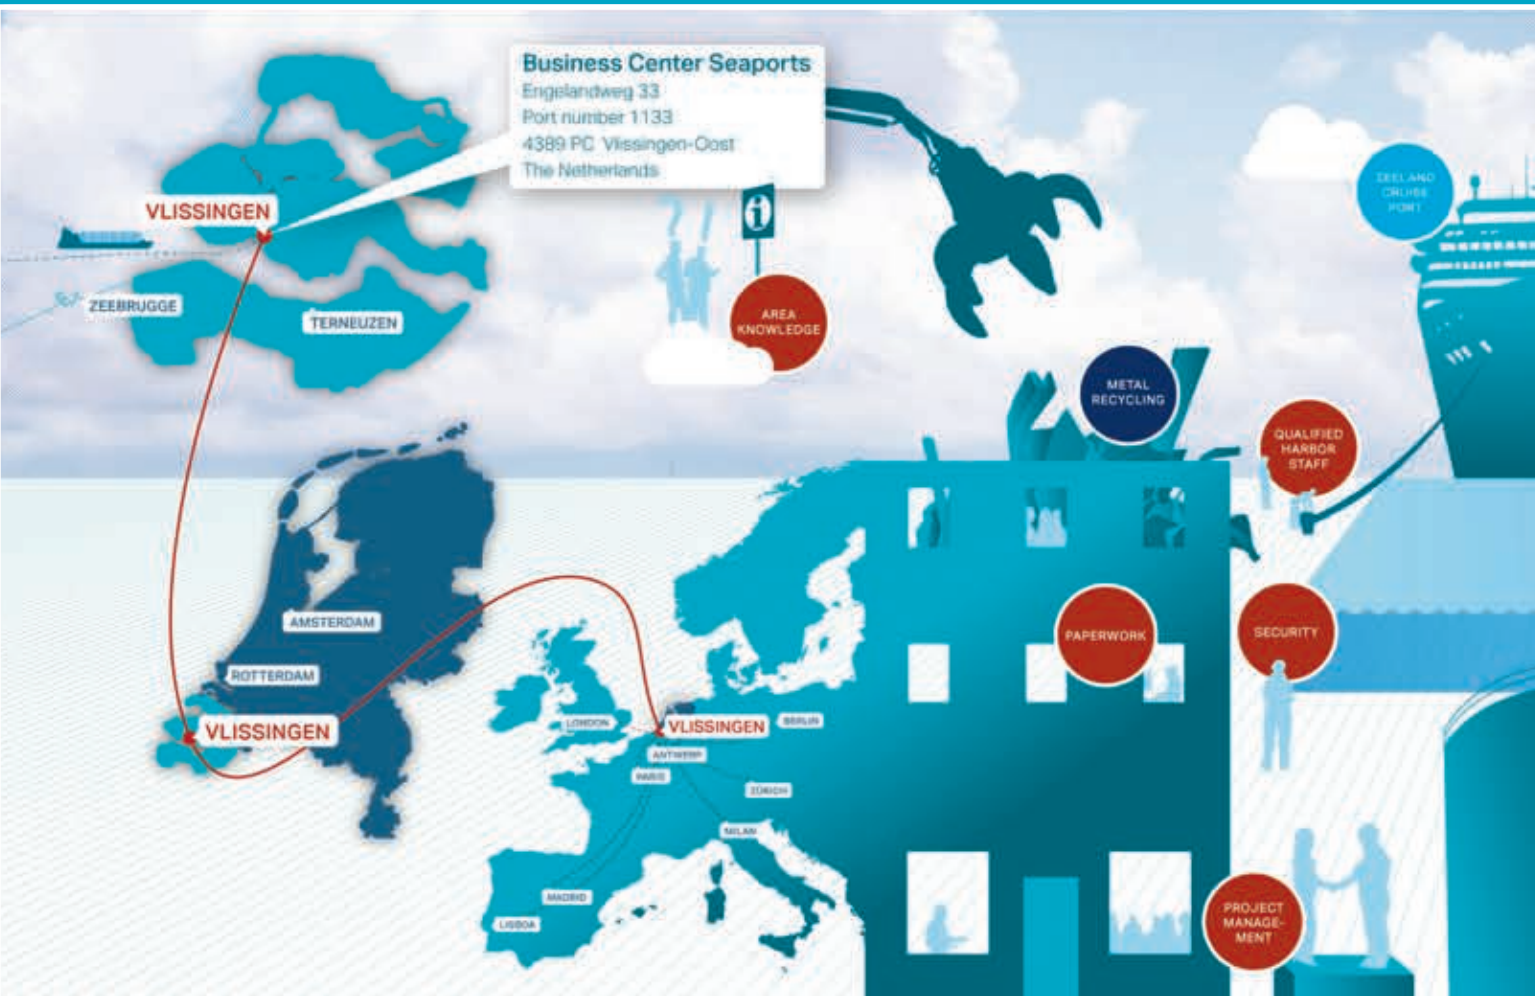 Business Center Seaports
Engelandweg 33
Port number 1133
4389 PC Vlissingen-Oost
The Netherlands
VLISSINGEN
ZEEBRUGGE
TERNEUZEN
i
AREA
KNOWLEDGE
ZEELAND
CRUISE
PORT
METAL
RECYCLING
QUALIFIED
HARBOR
STAFF
AMSTERDAM
ROTTERDAM
VLISSINGEN
PAPERWORK
SECURITY
LONDON
VLISSINGEN
BERLIN
ANTWERP
PARIS
ZÜRICH
MILAN
MADRID
LISBOA
PROJECT
MANAGE-
MENT